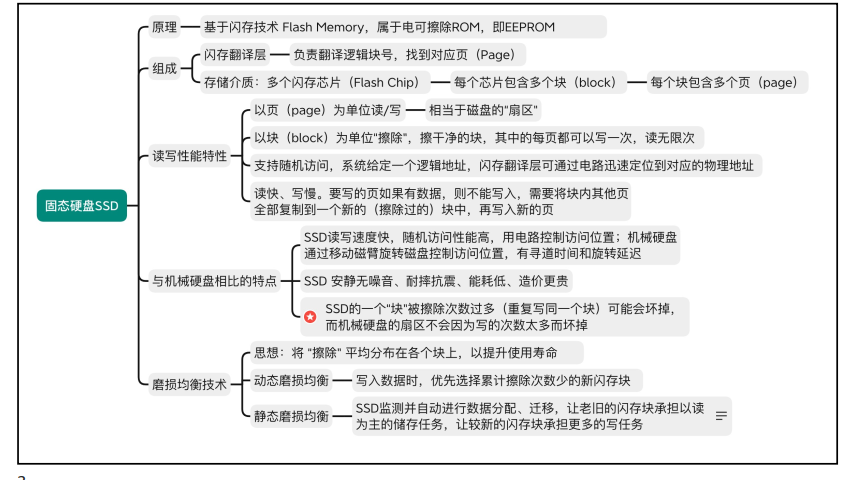 固态硬盘SSD
原理
基于闪存技术 Flash Memory，属于电可擦除ROM，即EEPROM
组成
闪存翻译层
负责翻译逻辑块号，找到对应页（Page）
存储介质：多个闪存芯片（Flash Chip）
每个芯片包含多个块（block）
每个块包含多个页（page）
读写性能特性
以页（page）为单位读/写
相当于磁盘的“扇区”
以块（block）为单位"擦除"，擦干净的块，其中的每页都可以写一次，读无限次
支持随机访问，系统给定一个逻辑地址，闪存翻译层可通过电路迅速定位到对应的物理地址
读快、写慢。要写的页如果有数据，则不能写入，需要将块内其他页
全部复制到一个新的（擦除过的）块中，再写入新的页
与机械硬盘相比的特点
SSD读写速度快，随机访问性能高，用电路控制访问位置；机械硬盘
通过移动磁臂旋转磁盘控制访问位置，有寻道时间和旋转延迟
SSD 安静无噪音、耐摔抗震、能耗低、造价更贵
SSD的一个“块”被擦除次数过多（重复写同一个块）可能会坏掉，
而机械硬盘的扇区不会因为写的次数太多而坏掉
磨损均衡技术
思想：将 "擦除" 平均分布在各个块上，以提升使用寿命
动态磨损均衡
写入数据时，优先选择累计擦除次数少的新闪存块
静态磨损均衡
SSD监测并自动进行数据分配、迁移，让老旧的闪存块承担以读
为主的储存任务，让较新的闪存块承担更多的写任务